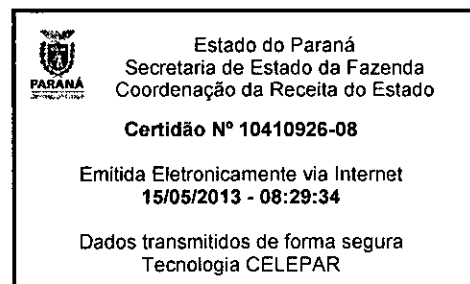 Estado do Paraná
Secretaria de Estado da Fazenda
PARANÁ
Coordenação da Receita do Estado
Certidão Nº 10410926-08
Emitida Eletronicamente via Internet
15/05/2013 - 08:29:34
Dados transmitidos de forma segura
Tecnologia CELEPAR